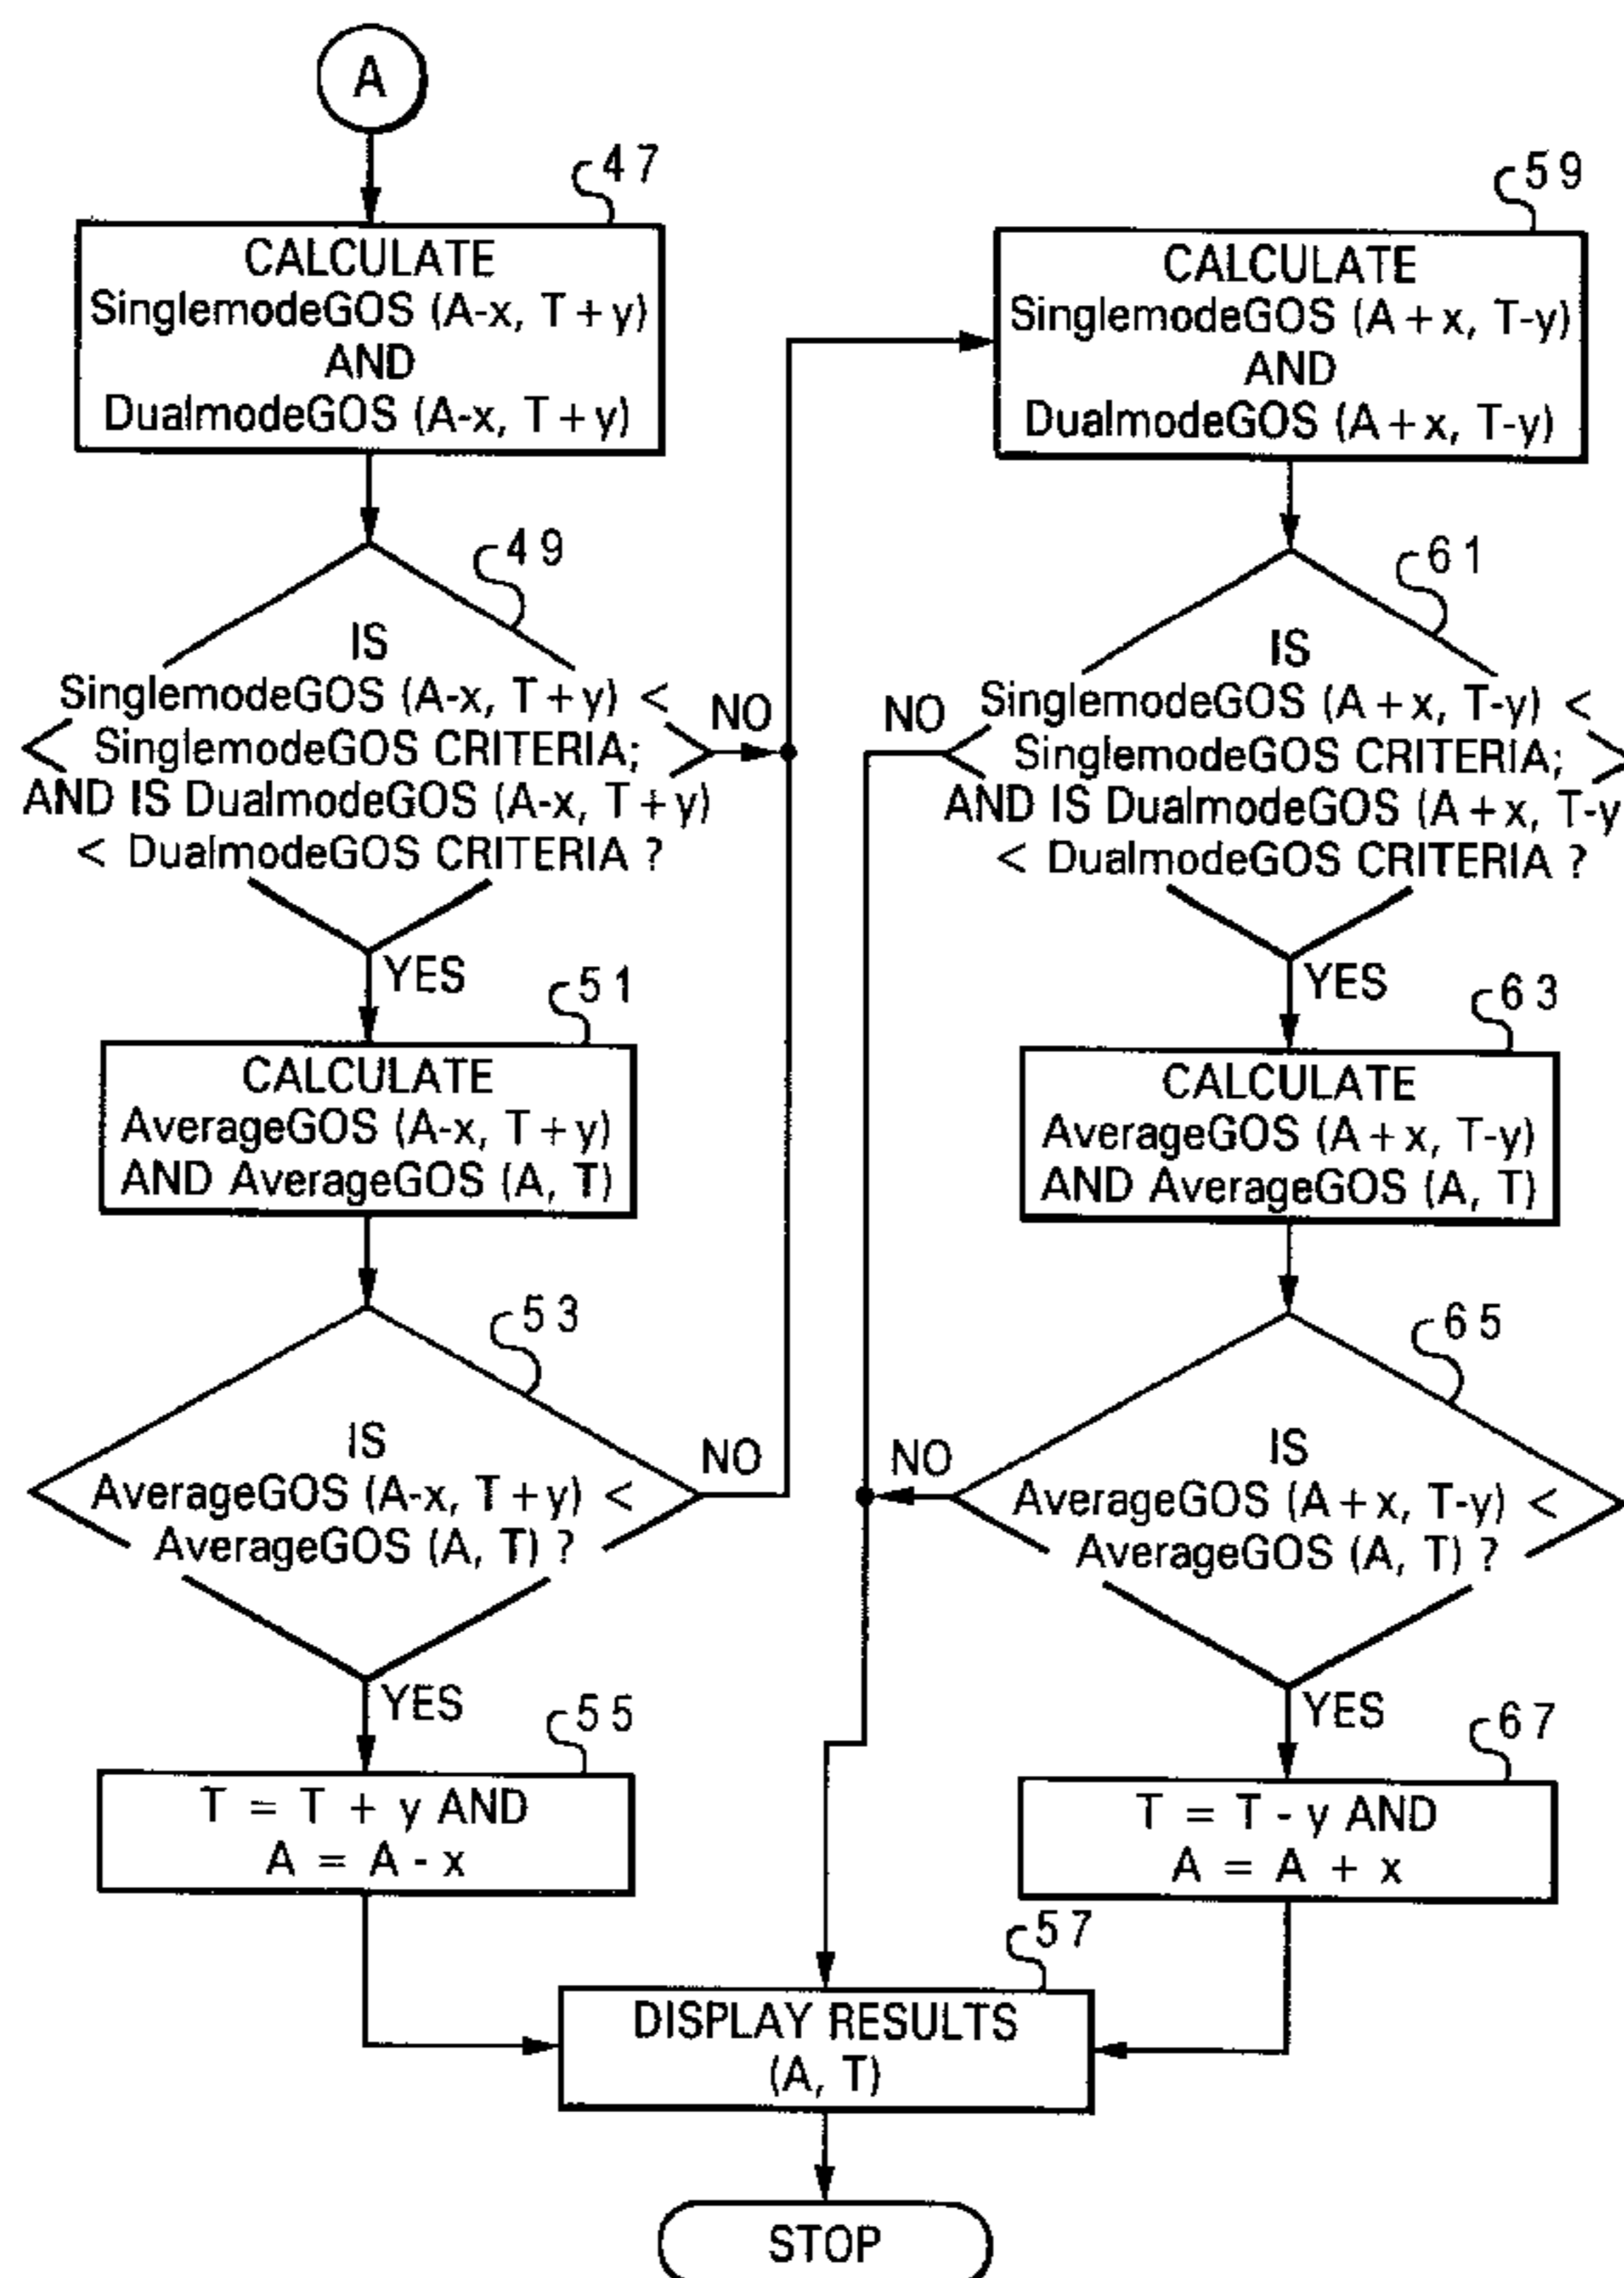 A
47
CALCULATE
SinglemodeGOS (A-x, T+y)
AND
DualmodeGOS (A-x, T+y)
49
IS
SinglemodeGOS (A-x, T+y) <
SinglemodeGOS CRITERIA;
AND IS DualmodeGOS (A-x, T+y)
< DualmodeGOS CRITERIA ?
NO
YES
51
CALCULATE
AverageGOS (A-x, T+y)
AND AverageGOS (A, T)
53
IS
AverageGOS (A-x, T+y) <
AverageGOS (A, T) ?
NO
YES
55
T = T + y AND
A = A - x
59
CALCULATE
SinglemodeGOS (A+x, T-y)
AND
DualmodeGOS (A+x, T-y)
61
IS
SinglemodeGOS (A+x, T-y) <
SinglemodeGOS CRITERIA;
AND IS DualmodeGOS (A+x, T-y
< DualmodeGOS CRITERIA ?
NO
YES
63
CALCULATE
AverageGOS (A+x, T-y)
AND AverageGOS (A, T)
65
IS
AverageGOS (A+x, T-y) <
AverageGOS (A, T) ?
NO
YES
67
T = T - y AND
A = A + x
57
DISPLAY RESULTS
(A, T)
STOP